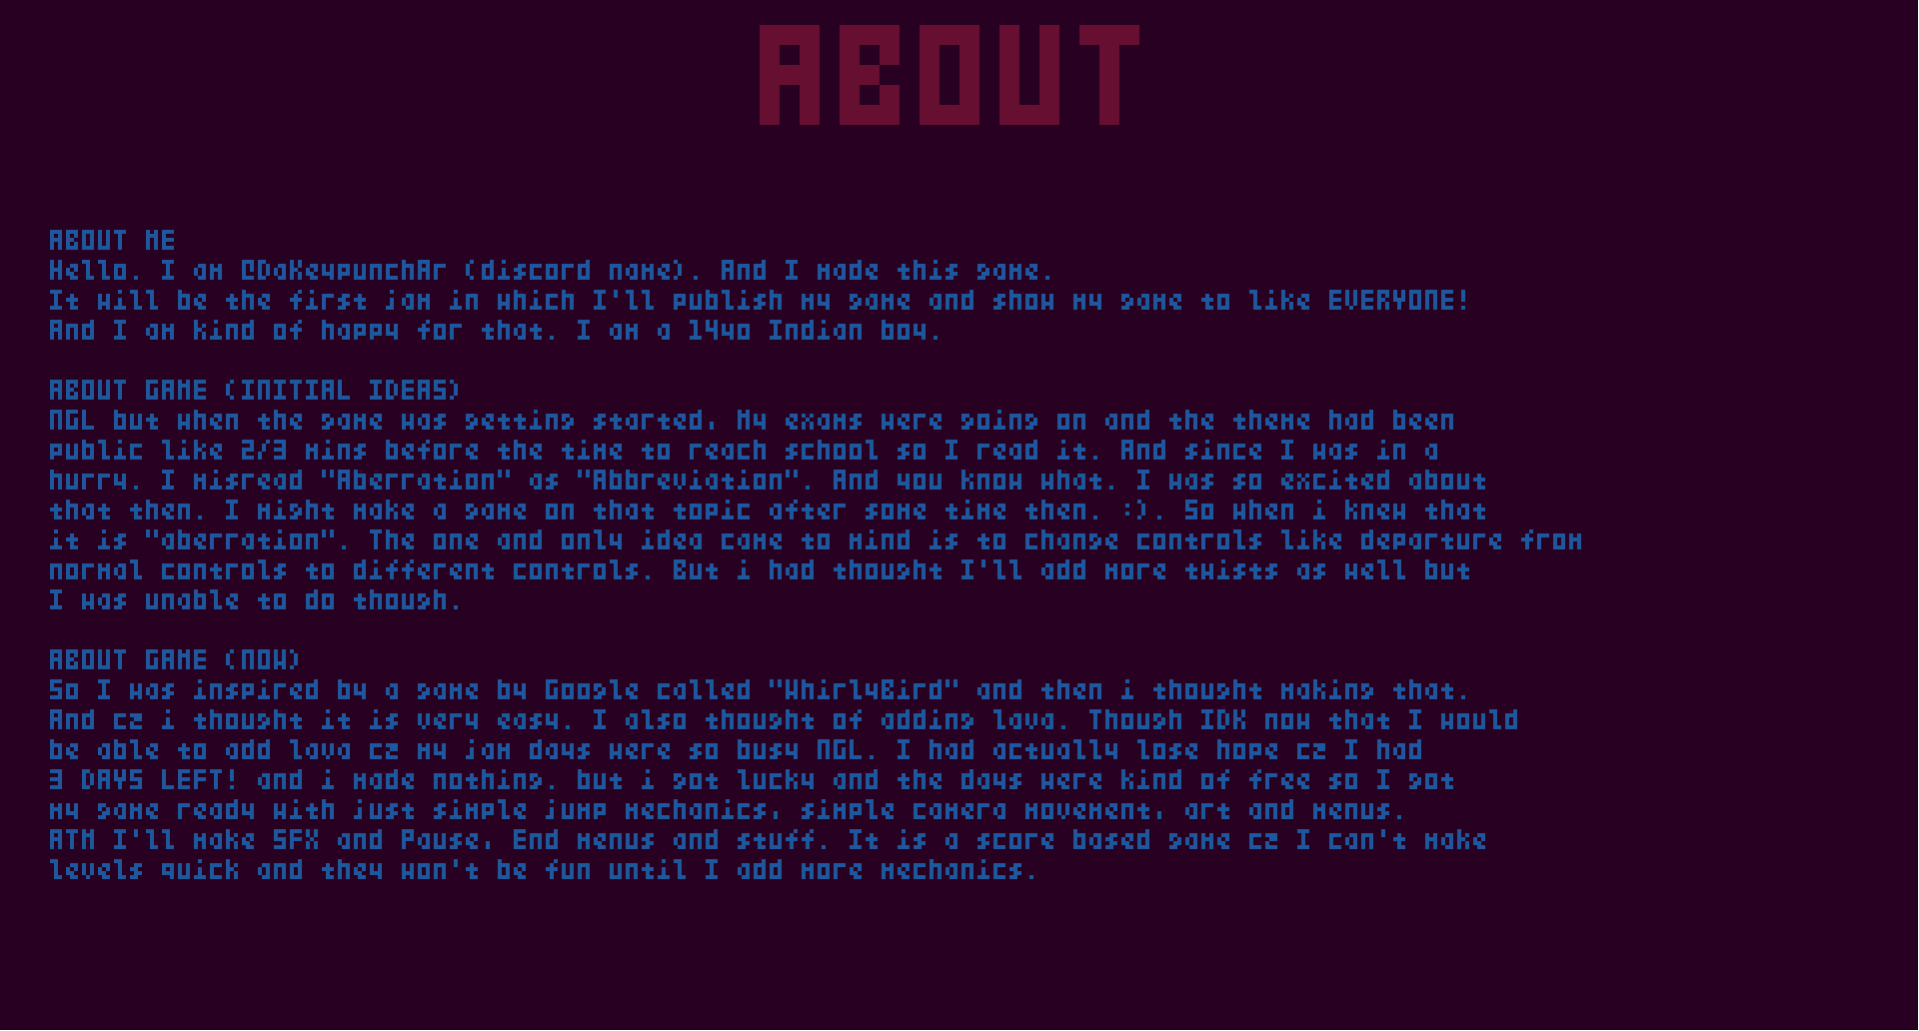 ABOUT
ABOUT ME
Hello. I am @DaKeypunchAr (discord name). And I made this game.
It will be the first jam in which I'll publish my game and show my game to like EVERYONE!
And I am kind of happy for that. I am a 14yo Indian boy.
ABOUT GAME (INITIAL IDEAS)
NGL but when the game was getting started, My exams were going on and the theme had been
public like 2/3 mins before the time to reach school so I read it. And since I was in a
hurry. I misread "Aberration" as "Abbreviation". And you know what. I was so excited about
that then. I might make a game on that topic after some time then. :). So when i knew that
it is "aberration". The one and only idea came to mind is to change controls like departure from
normal controls to different controls. But i had thought I'll add more twists as well but
I was unable to do though.
ABOUT GAME (NOW)
So I was inspired by a game by Google called "WhirlyBird" and then i thought making that.
And cz i thought it is very easy. I also thought of adding lava. Though IDK now that I would
be able to add lava cz my jam days were so busy NGL. I had actually lose hope cz I had
3 DAYS LEFT! and i made nothing. but i got lucky and the days were kind of free so I got
my game ready with just simple jump mechanics, simple camera movement, art and menus.
ATM I'll make SFX and Pause, End menus and stuff. It is a score based game cz I can't make
levels quick and they won't be fun until I add more mechanics.